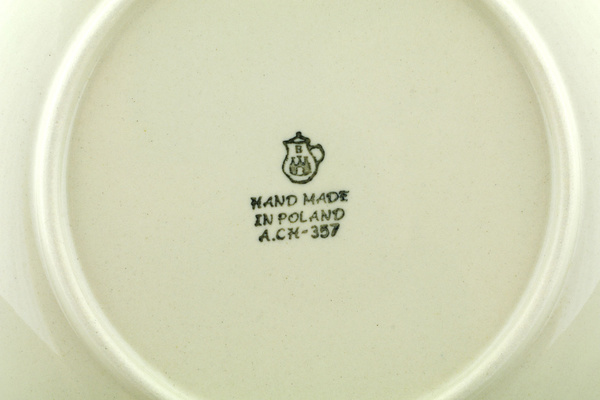 B
HAND MADE
IN POLAND
A.CH-357